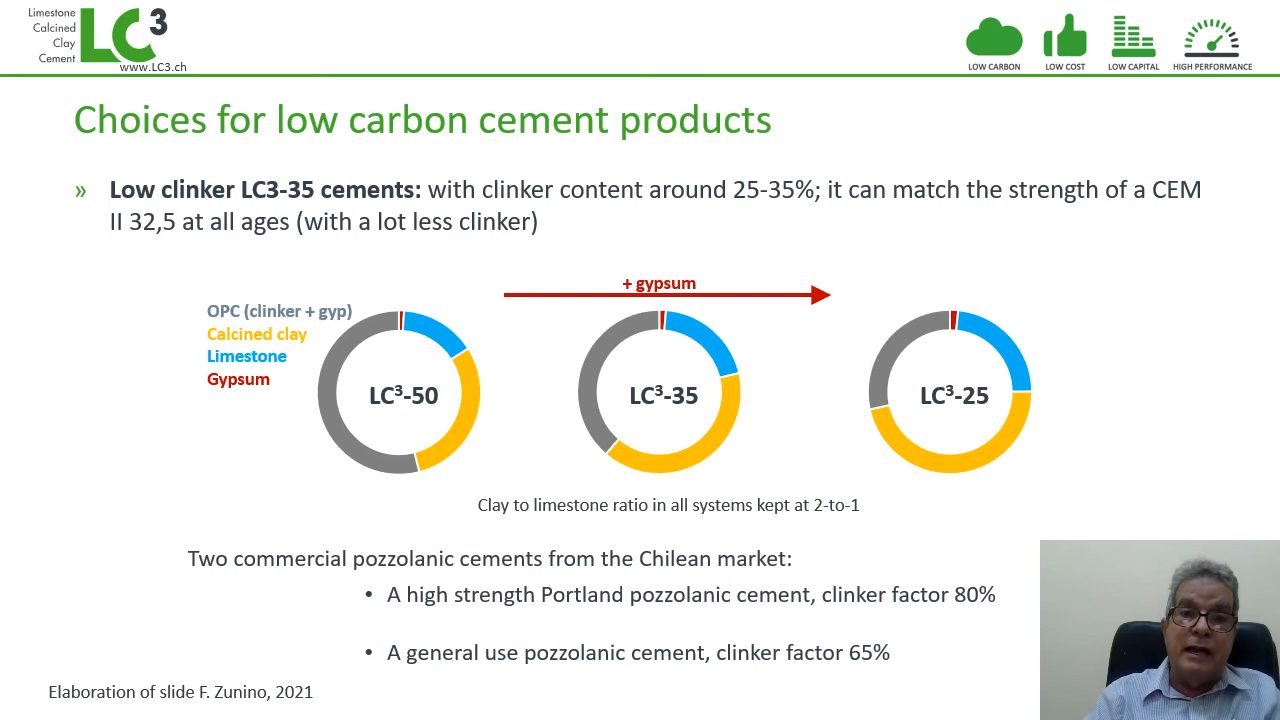 Limestone
Calcined
Clay
Cement
LC3
www.LC3.ch
LOW CARBON
LOW COST
LOW CAPITAL
HIGH PERFORMANCE
Choices for low carbon cement products
» Low clinker LC3-35 cements: with clinker content around 25-35%; it can match the strength of a CEM
II 32,5 at all ages (with a lot less clinker)
+ gypsum
OPC (clinker + gyp)
Calcined clay
Limestone
Gypsum
LC³-50
LC³-35
LC³-25
Clay to limestone ratio in all systems kept at 2-to-1
Two commercial pozzolanic cements from the Chilean market:
• A high strength Portland pozzolanic cement, clinker factor 80%
• A general use pozzolanic cement, clinker factor 65%
Elaboration of slide F. Zunino, 2021